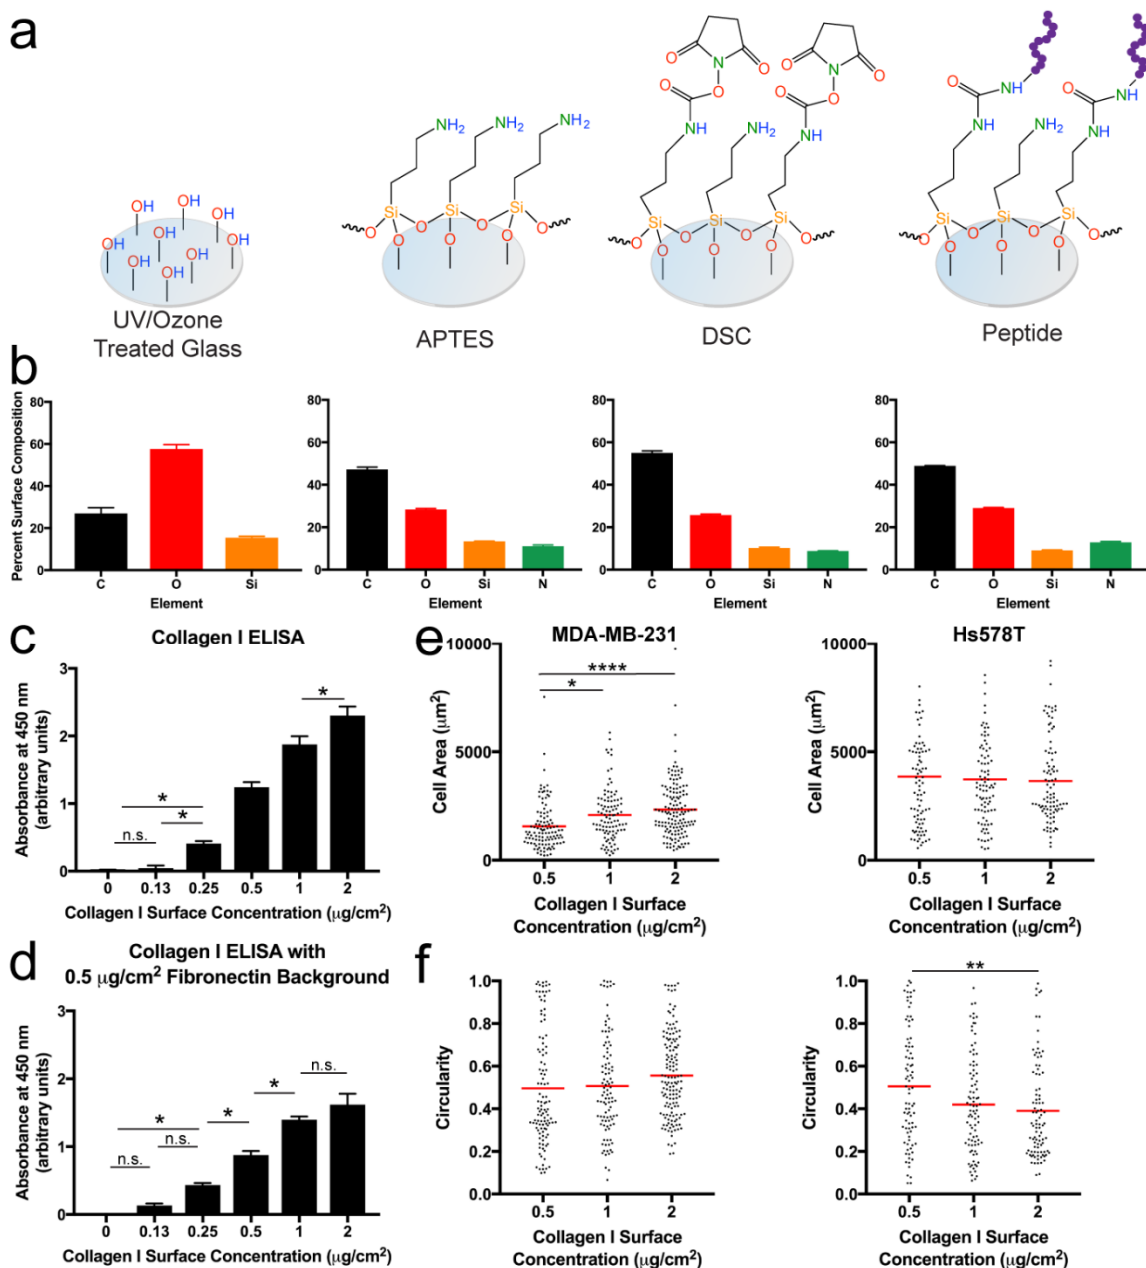 a
O O O O
N N
O O O O
O O
NH NH
NH₂ NH₂ NH₂
NH NH₂ NH
O NH O NH
NH NH₂ NH
OH OH OH OH OH OH OH OH
Si Si Si
O O O O
O O O
Si Si Si
O O O O
O O O
Si Si Si
O O O O
O O O
UV/Ozone
Treated Glass
APTES
DSC
Peptide
b
Percent Surface Composition
80
60
40
20
0
C O Si
Element
80
60
40
20
0
C O Si N
Element
80
60
40
20
0
C O Si N
Element
80
60
40
20
0
C O Si N
Element
c
Collagen I ELISA
Absorbance at 450 nm
(arbitrary units)
3
2
1
0
n.s.
*
*
*
0 0.13 0.25 0.5 1 2
Collagen I Surface Concentration (μg/cm²)
d
Collagen I ELISA with
0.5 μg/cm² Fibronectin Background
Absorbance at 450 nm
(arbitrary units)
3
2
1
0
n.s.
*
n.s.
*
*
n.s.
0 0.13 0.25 0.5 1 2
Collagen I Surface Concentration (μg/cm²)
e
MDA-MB-231
Cell Area (μm²)
10000
5000
0
****
*
0.5 1 2
Collagen I Surface
Concentration (μg/cm²)
Hs578T
Cell Area (μm²)
10000
5000
0
0.5 1 2
Collagen I Surface
Concentration (μg/cm²)
f
Circularity
1.0
0.8
0.6
0.4
0.2
0.0
0.5 1 2
Collagen I Surface
Concentration (μg/cm²)
Circularity
1.0
0.8
0.6
0.4
0.2
0.0
**
0.5 1 2
Collagen I Surface
Concentration (μg/cm²)